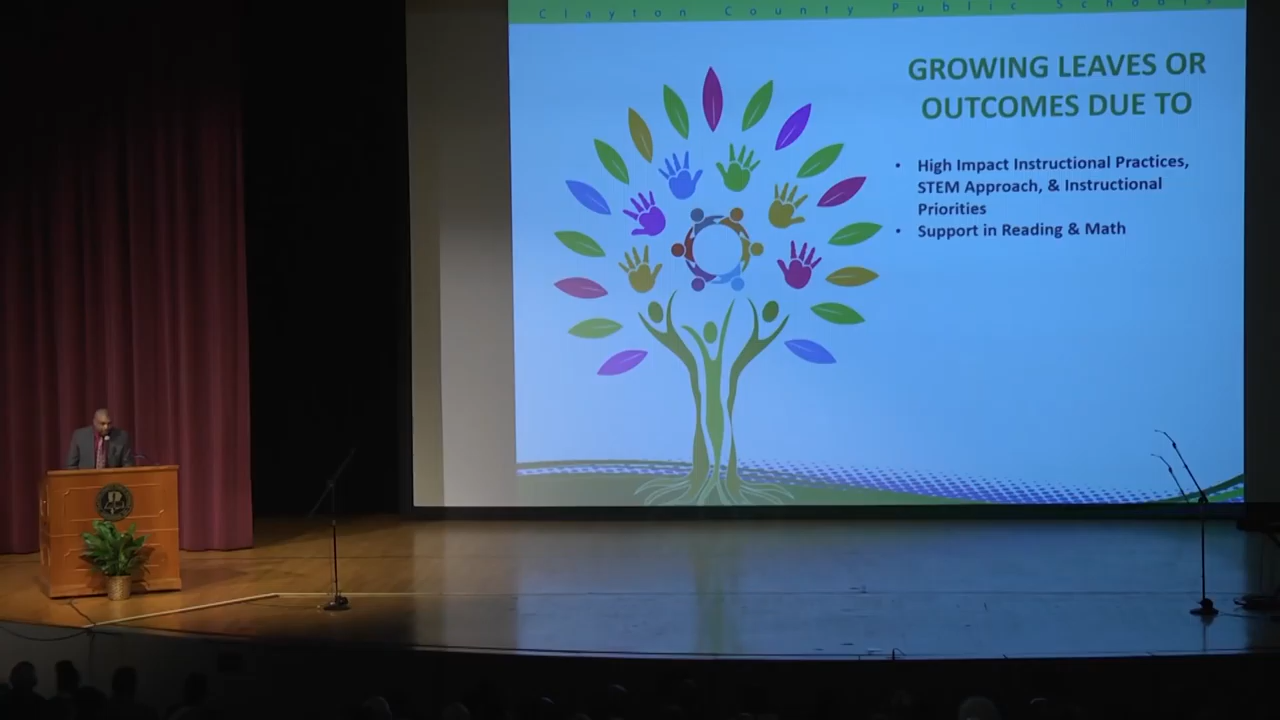 Clayton County Public Schools
GROWING LEAVES OR
OUTCOMES DUE TO
• High Impact Instructional Practices,
STEM Approach, & Instructional
Priorities
• Support in Reading & Math